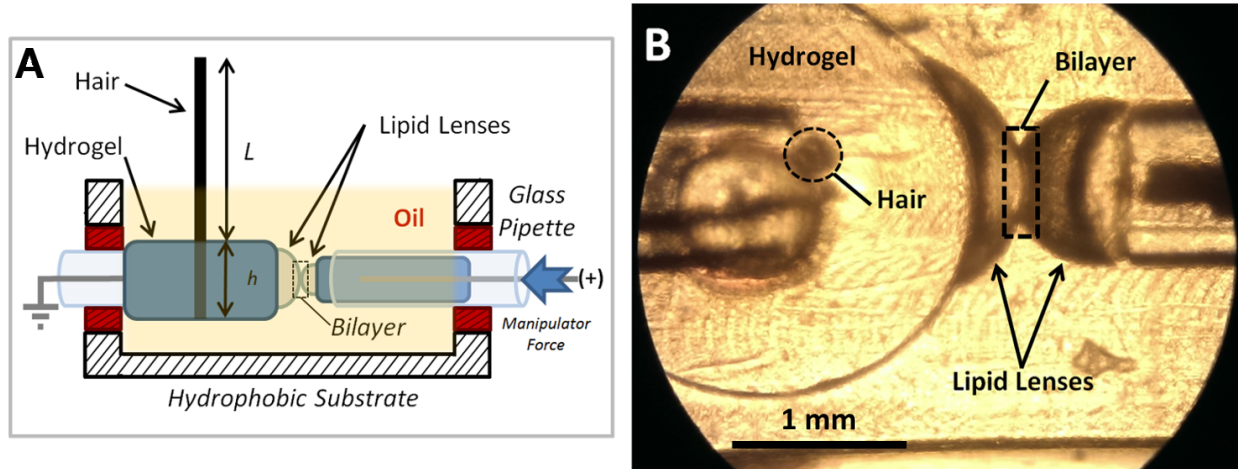 A
Hair
Hydrogel
L
Lipid Lenses
Oil
Glass
Pipette
h
(+)
Bilayer
Manipulator
Force
Hydrophobic Substrate
B
Hydrogel
Bilayer
Hair
Lipid Lenses
1 mm